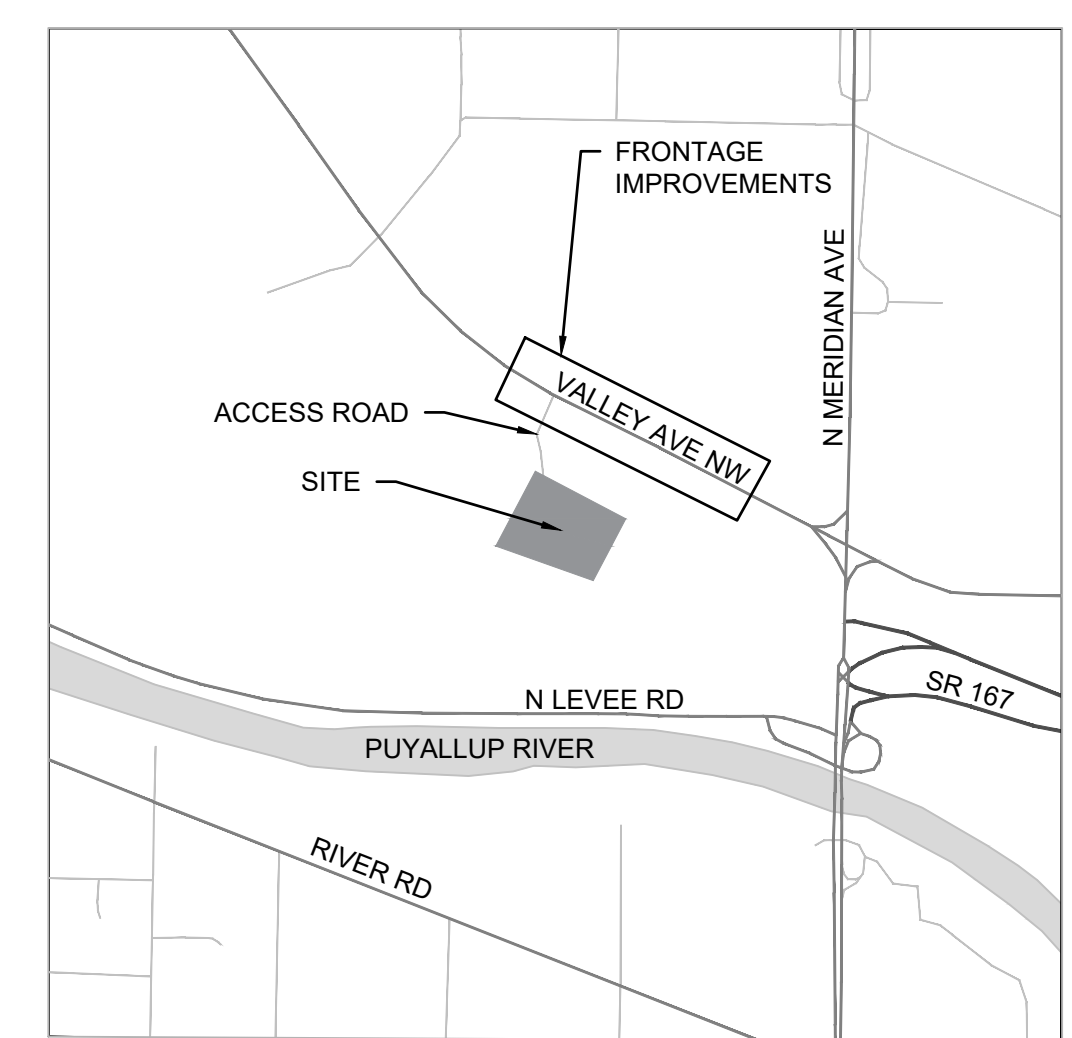 FRONTAGE
IMPROVEMENTS
N MERIDIAN AVE
VALLEY AVE NW
ACCESS ROAD
SITE
SR 167
N LEVEE RD
PUYALLUP RIVER
RIVER RD